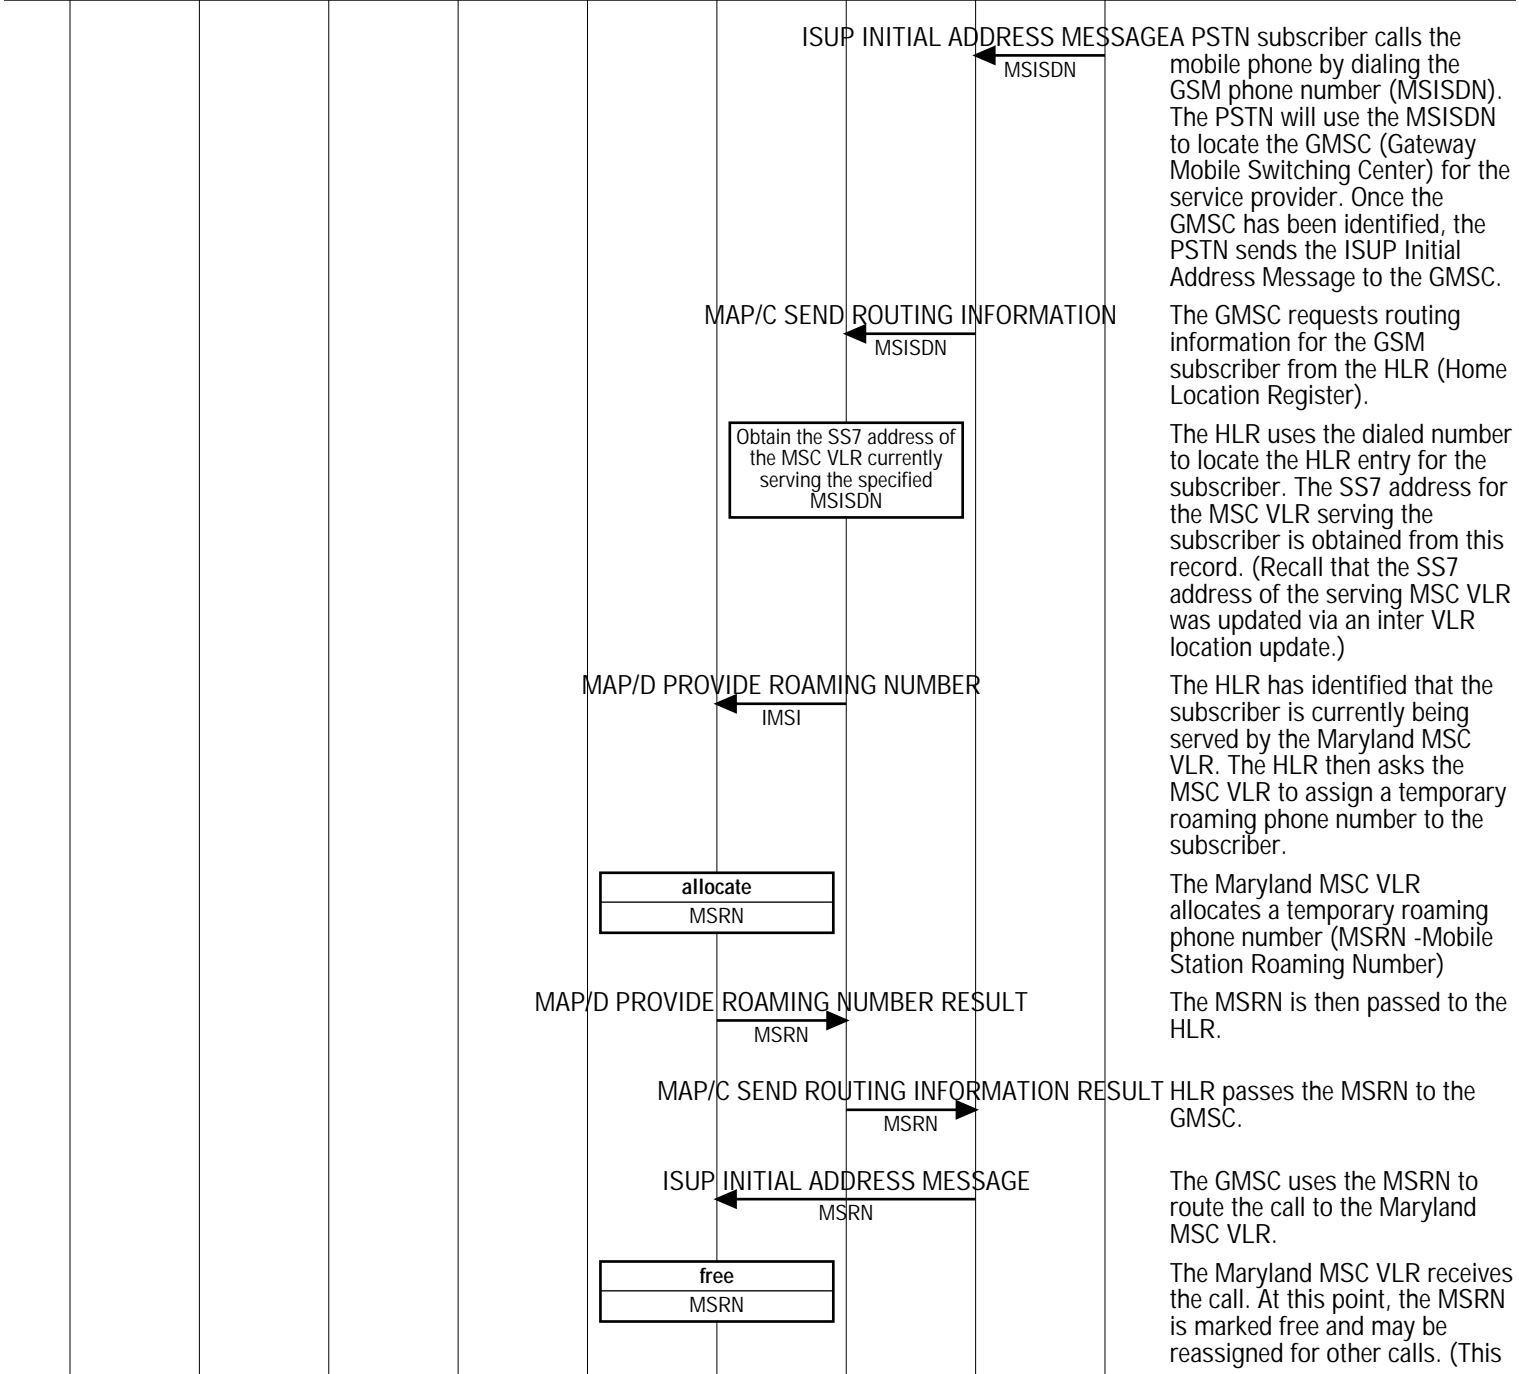 ISUP INITIAL ADDRESS MESSAGE
MSISDN
A PSTN subscriber calls the
mobile phone by dialing the
GSM phone number (MSISDN).
The PSTN will use the MSISDN
to locate the GMSC (Gateway
Mobile Switching Center) for the
service provider. Once the
GMSC has been identified, the
PSTN sends the ISUP Initial
Address Message to the GMSC.
MAP/C SEND ROUTING INFORMATION
MSISDN
The GMSC requests routing
information for the GSM
subscriber from the HLR (Home
Location Register).
Obtain the SS7 address of
the MSC VLR currently
serving the specified
MSISDN
The HLR uses the dialed number
to locate the HLR entry for the
subscriber. The SS7 address for
the MSC VLR serving the
subscriber is obtained from this
record. (Recall that the SS7
address of the serving MSC VLR
was updated via an inter VLR
location update.)
MAP/D PROVIDE ROAMING NUMBER
IMSI
The HLR has identified that the
subscriber is currently being
served by the Maryland MSC
VLR. The HLR then asks the
MSC VLR to assign a temporary
roaming phone number to the
subscriber.
allocate
MSRN
The Maryland MSC VLR
allocates a temporary roaming
phone number (MSRN -Mobile
Station Roaming Number)
MAP/D PROVIDE ROAMING NUMBER RESULT
MSRN
The MSRN is then passed to the
HLR.
MAP/C SEND ROUTING INFORMATION RESULT
MSRN
HLR passes the MSRN to the
GMSC.
ISUP INITIAL ADDRESS MESSAGE
MSRN
The GMSC uses the MSRN to
route the call to the Maryland
MSC VLR.
free
MSRN
The Maryland MSC VLR receives
the call. At this point, the MSRN
is marked free and may be
reassigned for other calls. (This